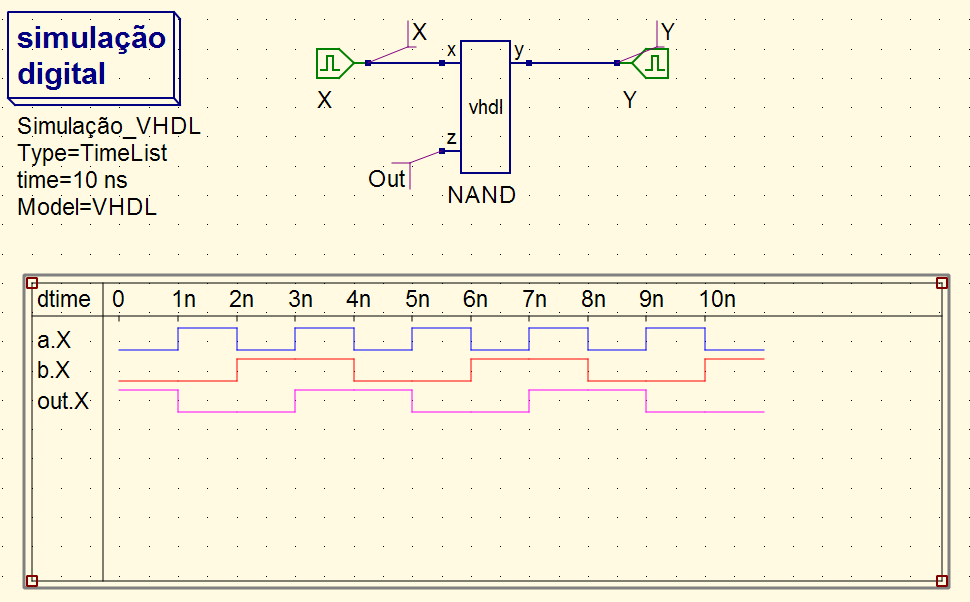 simulação
digital
Simulação_VHDL
Type=TimeList
time=10 ns
Model=VHDL
X
Y
x
y
vhdl
X
Y
z
Out
NAND
dtime 0 1n 2n 3n 4n 5n 6n 7n 8n 9n 10n
a.X
b.X
out.X